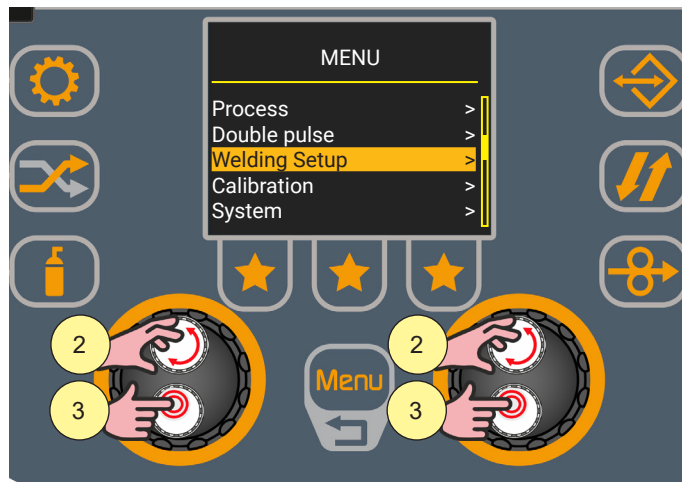 MENU
Process >
Double pulse >
Welding Setup >
Calibration >
System >
2
2
3
3
Menu